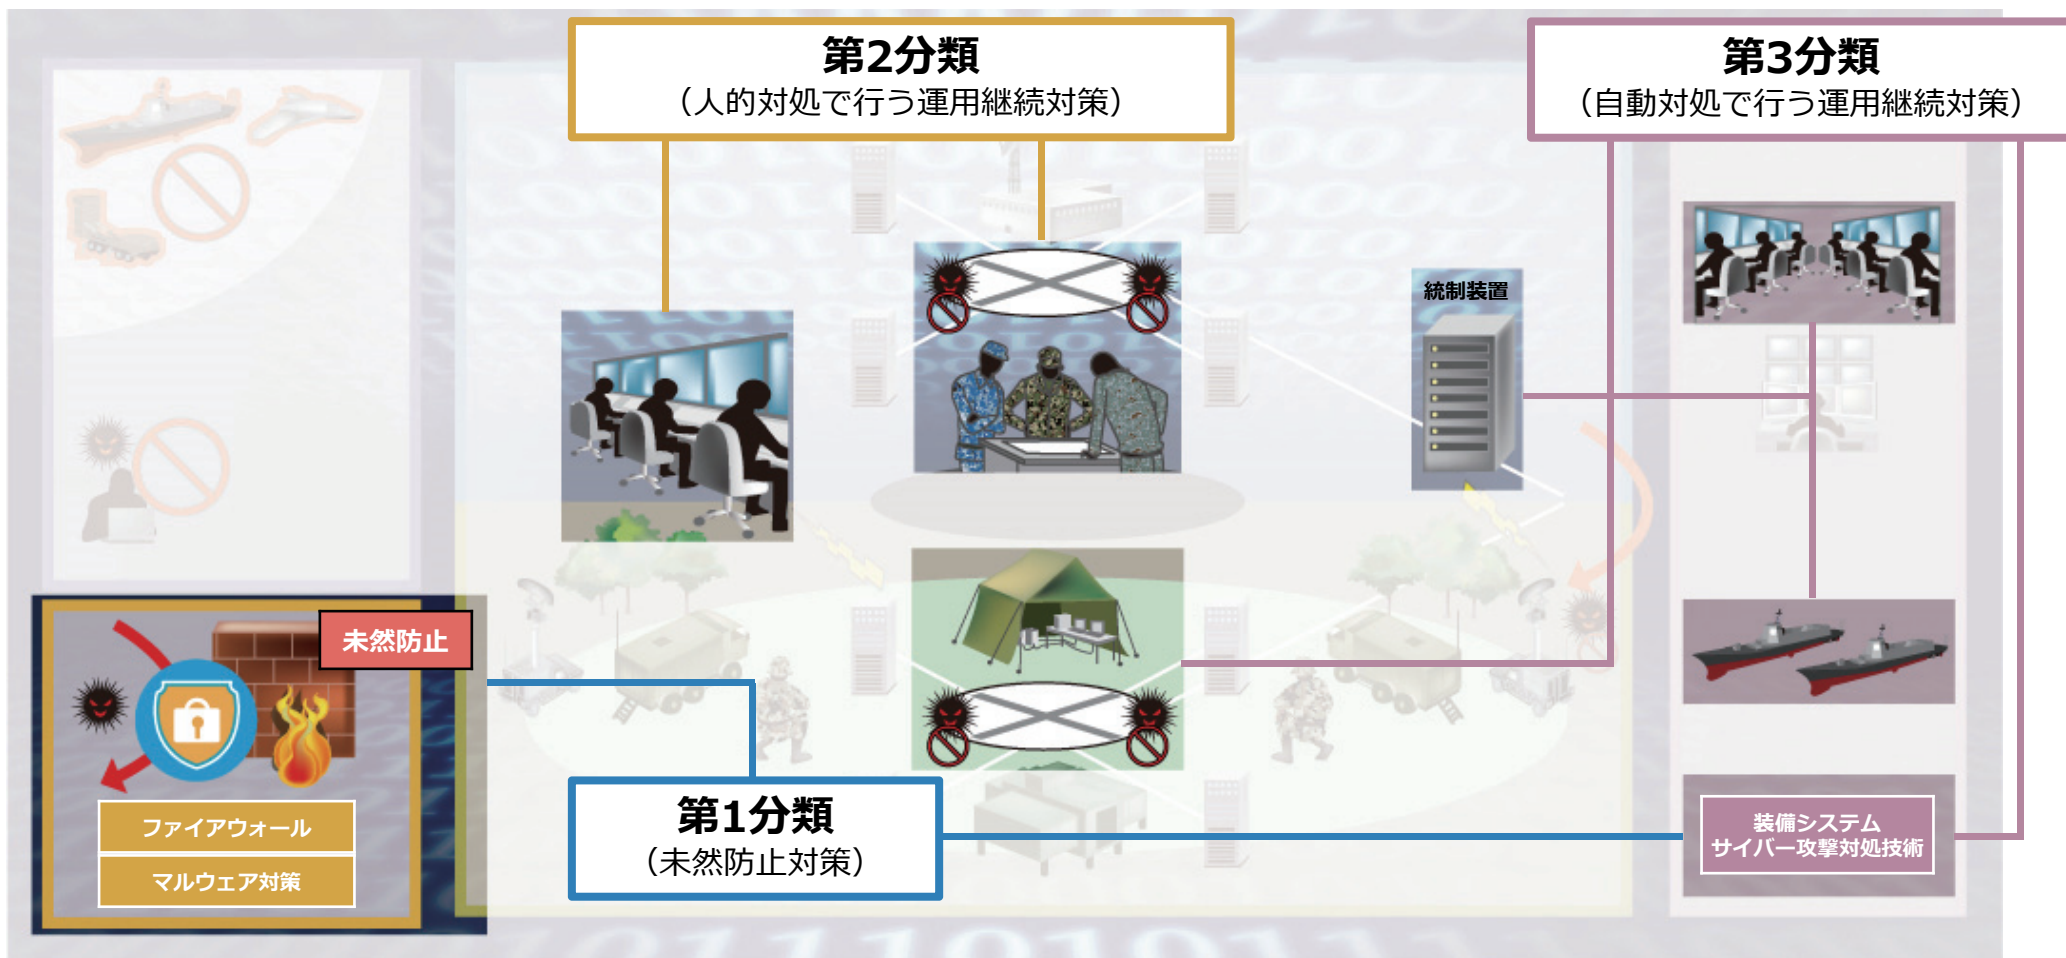 第2分類
（人的対処で行う運用継続対策）
第3分類
（自動対処で行う運用継続対策）
統制装置
未然防止
ファイアウォール
マルウェア対策
第1分類
（未然防止対策）
装備システム
サイバー攻撃対処技術